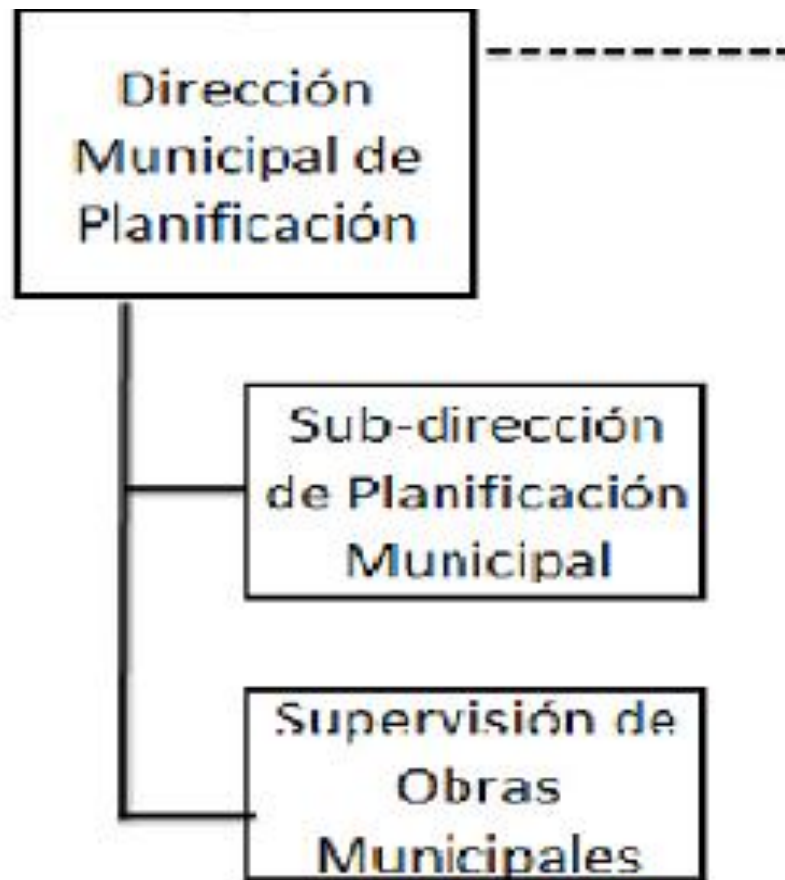 Dirección
Municipal de
Planificación
Sub-dirección
de Planificación
Municipal
Supervisión de
Obras
Municipales